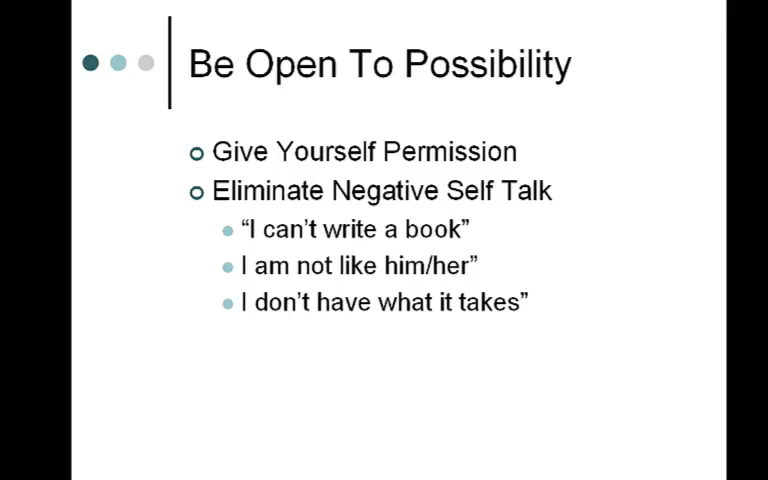 Be Open To Possibility
Give Yourself Permission
Eliminate Negative Self Talk
“I can’t write a book”
I am not like him/her”
I don’t have what it takes”